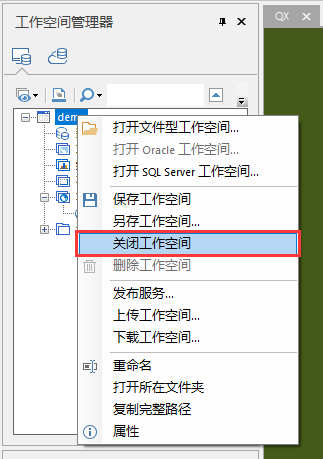 工作空间管理器
QX
dem
打开文件型工作空间...
打开 Oracle 工作空间...
打开 SQL Server 工作空间...
保存工作空间
另存工作空间...
关闭工作空间
删除工作空间
发布服务...
上传工作空间...
下载工作空间...
重命名
打开所在文件夹
复制完整路径
属性